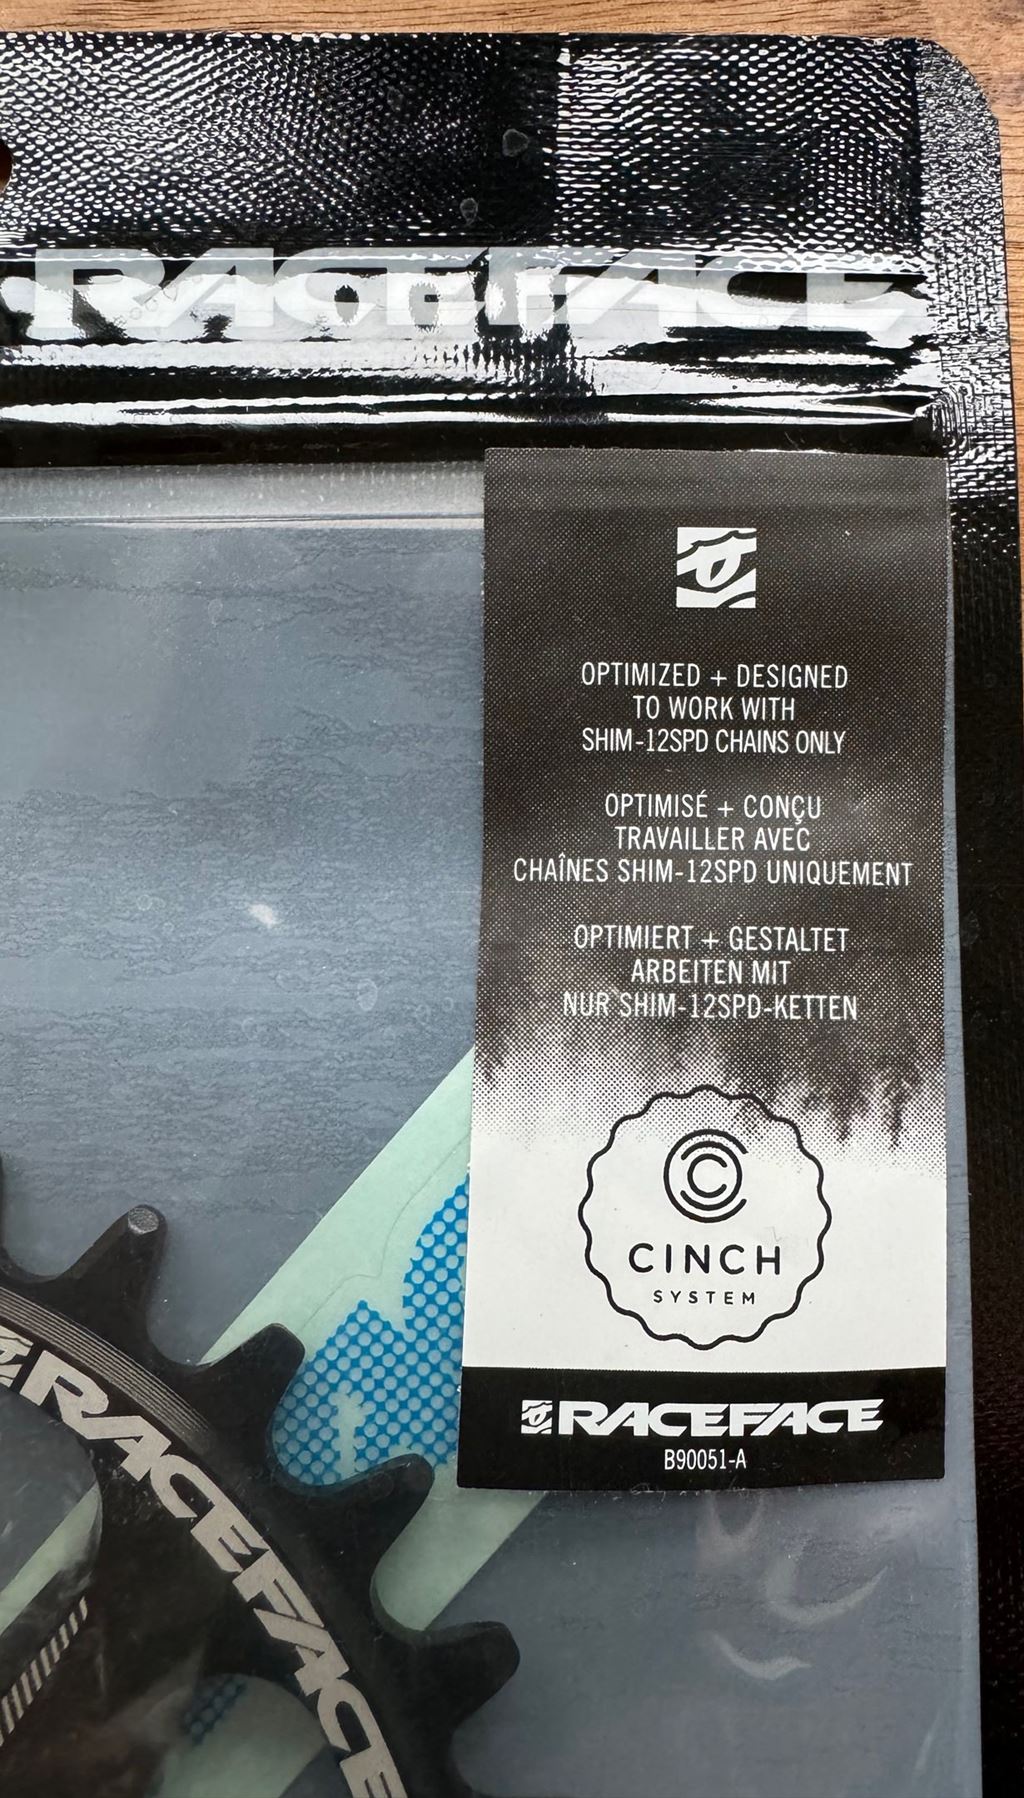 RACEFACE
OPTIMIZED + DESIGNED
TO WORK WITH
SHIM-12SPD CHAINS ONLY
OPTIMISÉ + CONÇU
TRAVAILLER AVEC
CHAÎNES SHIM-12SPD UNIQUEMENT
OPTIMIERT + GESTALTET
ARBEITEN MIT
NUR SHIM-12SPD-KETTEN
C
CINCH
SYSTEM
RACEFACE
B90051-A
RACEFACE